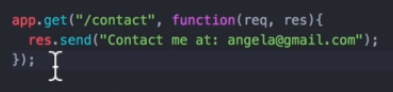 app.get("/contact", function(req, res){
  res.send("Contact me at: angela@gmail.com");
});